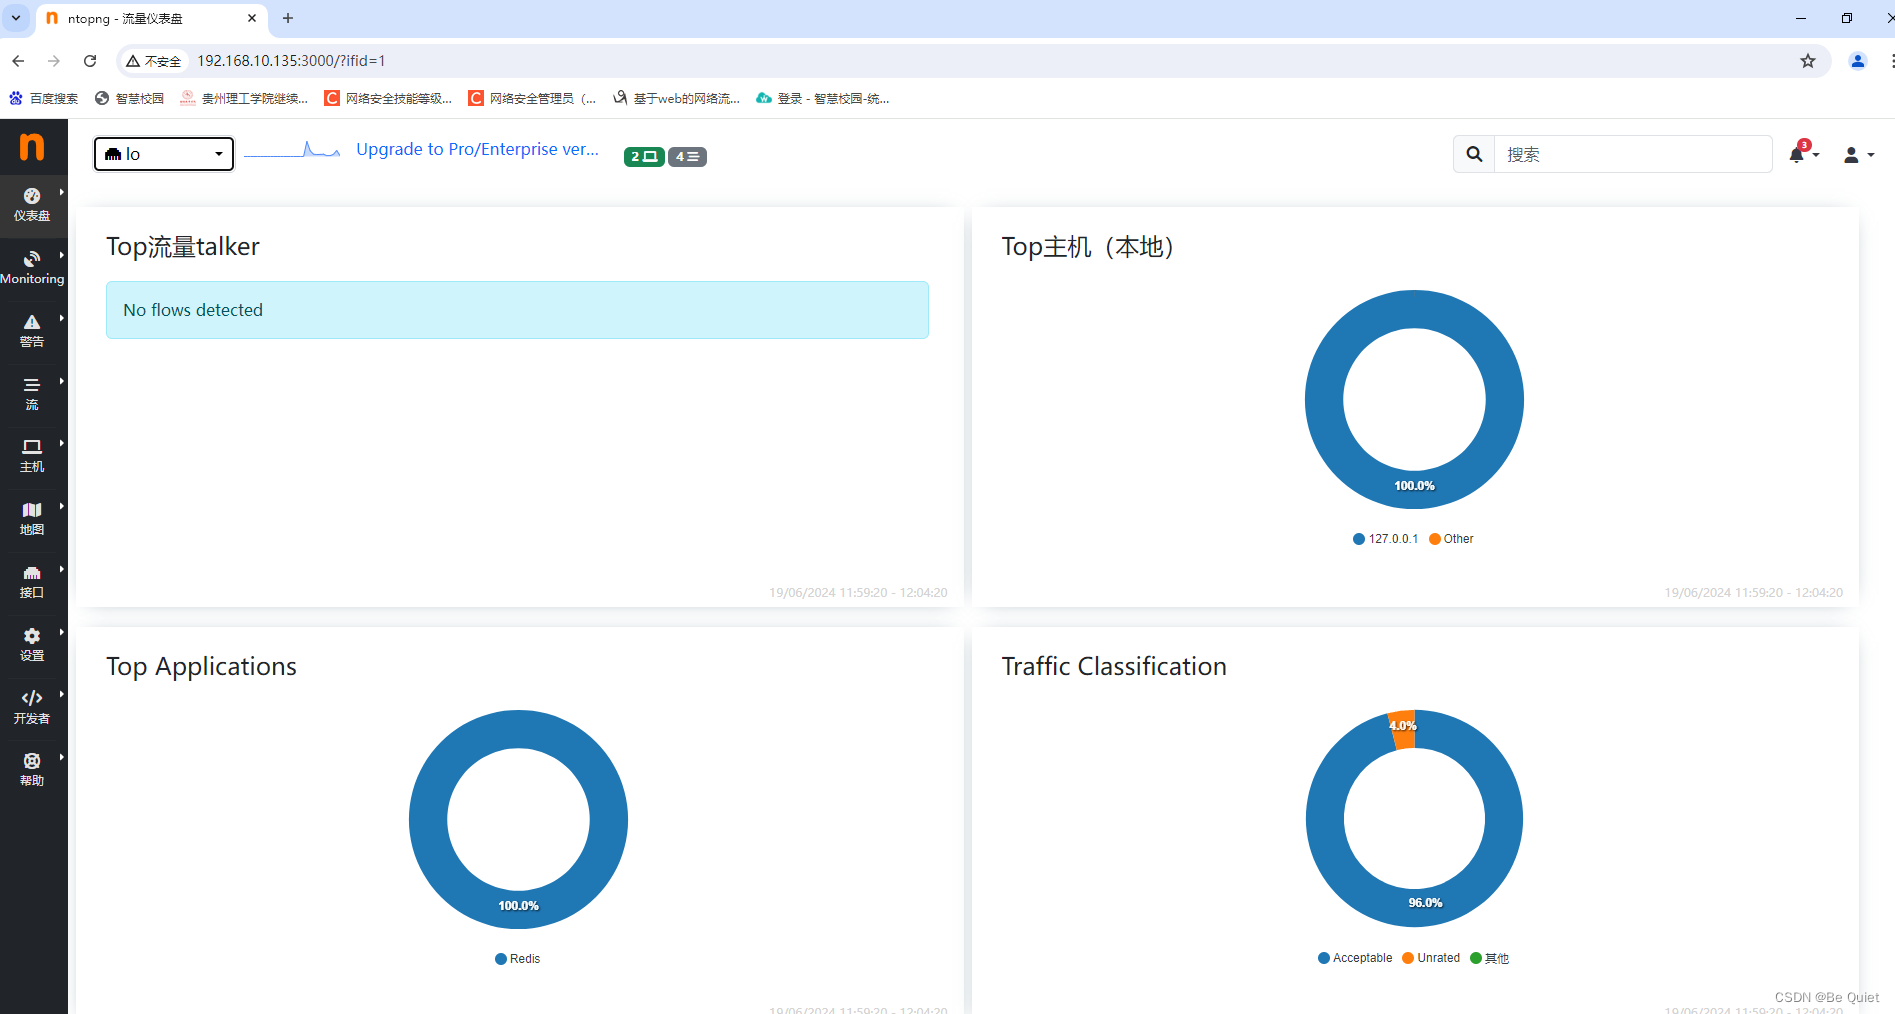 ntopng - 流量仪表盘
不安全
192.168.10.135:3000/?ifid=1
百度搜索
智慧校园
贵州理工学院继续...
网络安全技能等级...
网络安全管理员（...
基于web的网络流...
登录 - 智慧校园-统...
n
lo
Upgrade to Pro/Enterprise ver...
2
4
搜索
3
仪表盘
Monitoring
警告
流
主机
地图
接口
设置
开发者
帮助
Top流量talker
No flows detected
19/06/2024 11:59:20 - 12:04:20
Top主机（本地）
100.0%
127.0.0.1 Other
19/06/2024 11:59:20 - 12:04:20
Top Applications
100.0%
Redis
19/06/2024 11:59:20 - 12:04:20
Traffic Classification
4.0%
96.0%
Acceptable Unrated 其他
19/06/2024 11:59:20 - 12:04:20
CSDN @Be Quiet